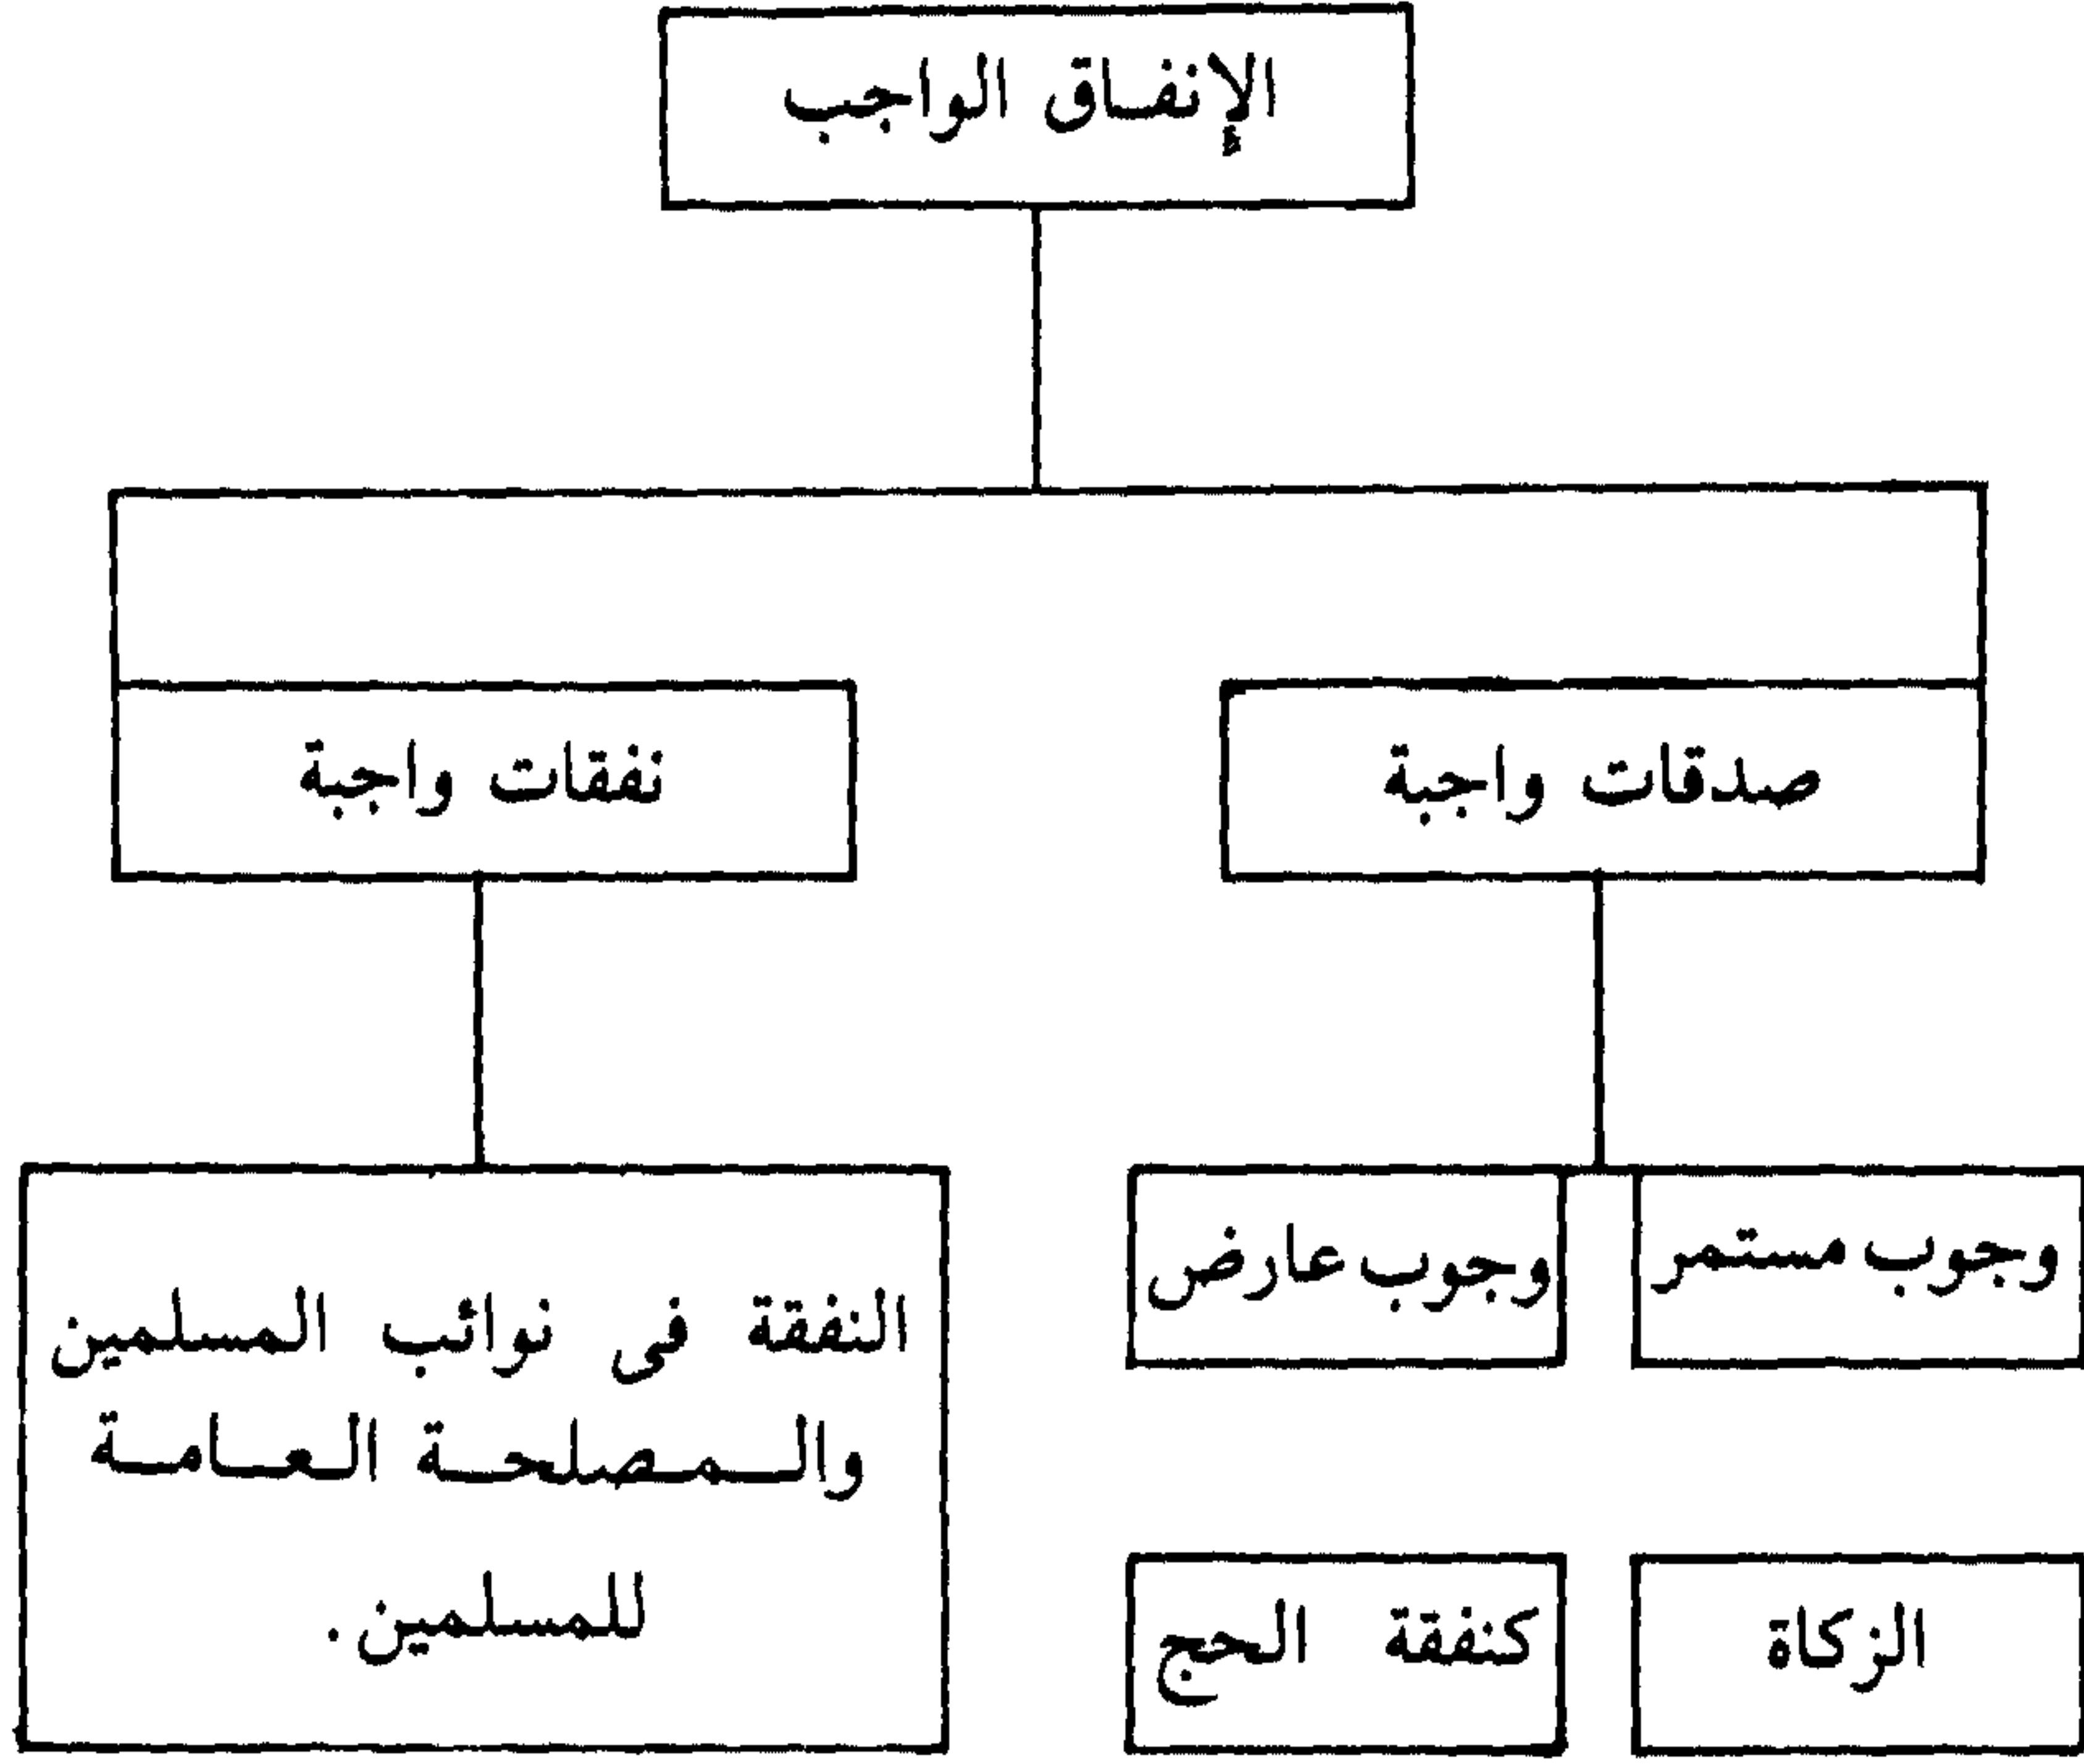 الإنفاق الواجب
صدقات واجبة
نفقات واجبة
وجوب مستمر
وجوب عارض
الزكاة
كنفقة الحج
النفقة فى نوائب المسلمين
والمصلحة العامة
للمسلمين .